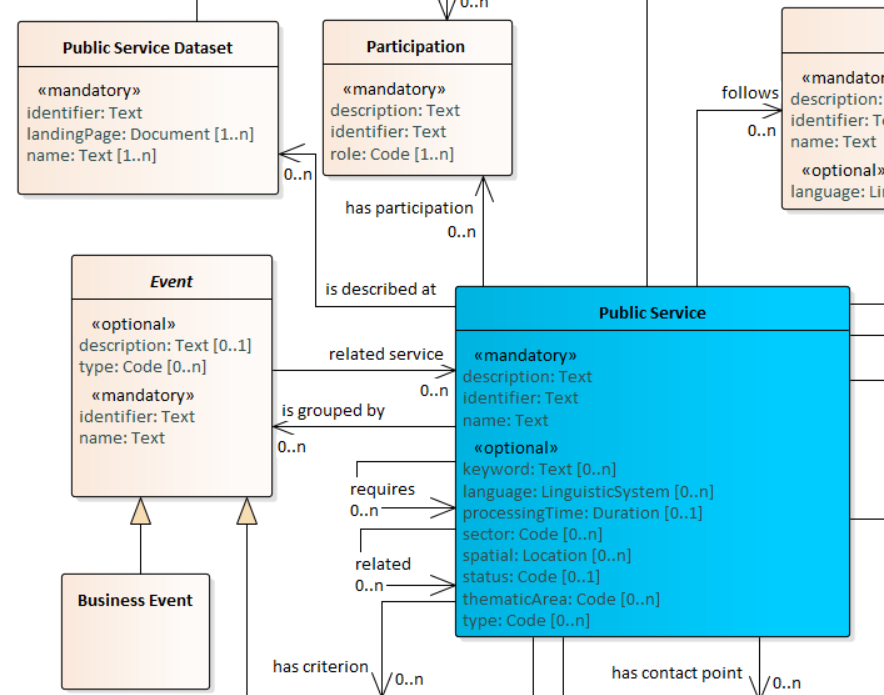 0..n
Public Service Dataset
«mandatory»
identifier: Text
landingPage: Document [1..n]
name: Text [1..n]
Participation
«mandatory»
description: Text
identifier: Text
role: Code [1..n]
follows
0..n
description:
name: Text
«optional»
0..n
has participation
0..n
is described at
Event
«optional»
description: Text [0..1]
type: Code [0..n]
«mandatory»
identifier: Text
name: Text
related service
0..n
is grouped by
0..n
Public Service
«mandatory»
description: Text
identifier: Text
name: Text
«optional»
keyword: Text [0..n]
language: LinguisticSystem [0..n]
processingTime: Duration [0..1]
sector: Code [0..n]
spatial: Location [0..n]
status: Code [0..1]
thematicArea: Code [0..n]
type: Code [0..n]
requires
0..n
related
0..n
Business Event
has criterion
0..n
has contact point
0..n